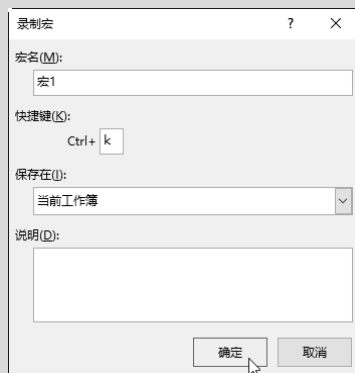 录制宏 ? ×
宏名(M):
宏1
快捷键(K):
Ctrl+ k
保存在(I):
当前工作簿
说明(D):
确定 取消